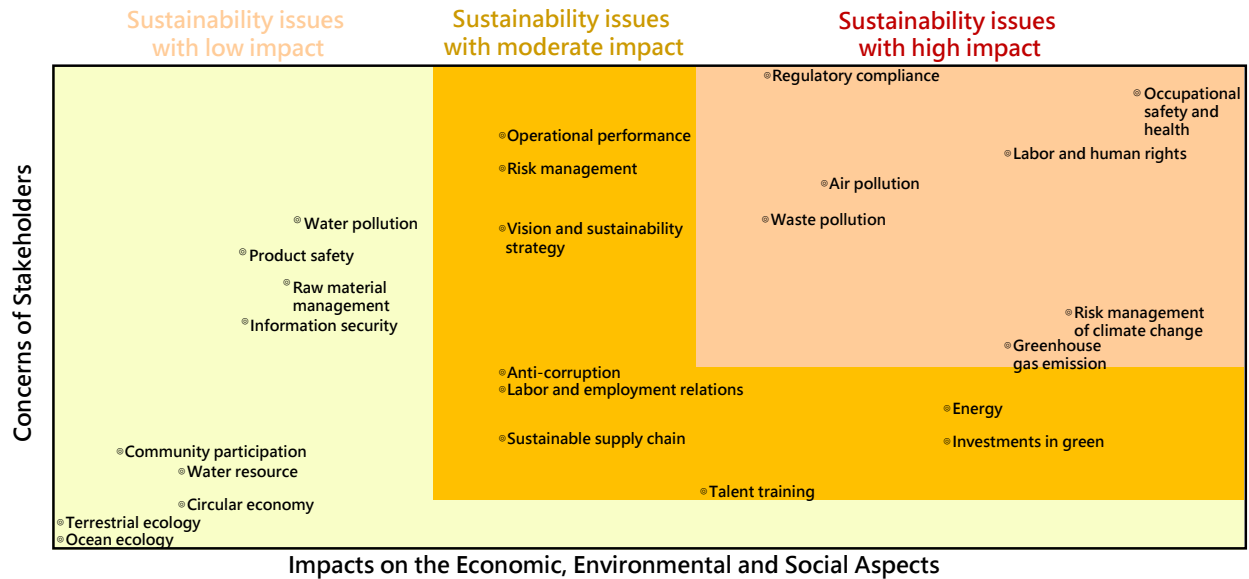 Sustainability issues
with low impact
Sustainability issues
with moderate impact
Sustainability issues
with high impact
Concerns of Stakeholders
Regulatory compliance
Occupational
safety and
health
Operational performance
Labor and human rights
Risk management
Air pollution
Water pollution
Waste pollution
Vision and sustainability
strategy
Product safety
Raw material
management
Information security
Risk management
of climate change
Greenhouse
gas emission
Anti-corruption
Labor and employment relations
Energy
Sustainable supply chain
Investments in green
Community participation
Water resource
Talent training
Circular economy
Terrestrial ecology
Ocean ecology
Impacts on the Economic, Environmental and Social Aspects